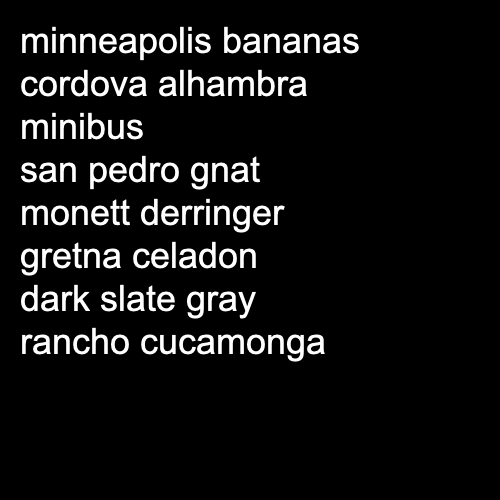 minneapolis bananas
cordova alhambra
minibus
san pedro gnat
monett derringer
gretna celadon
dark slate gray
rancho cucamonga